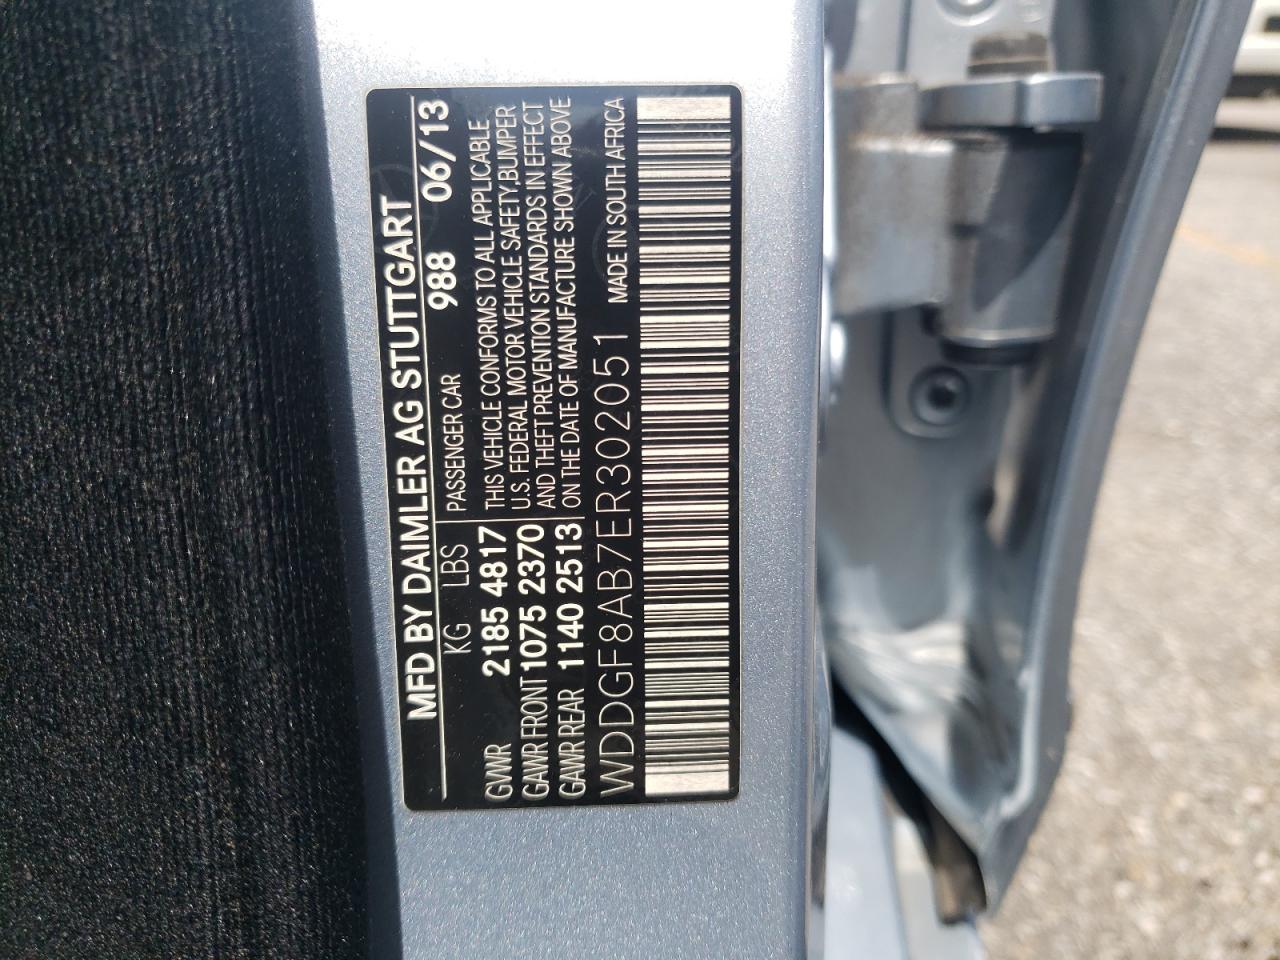 MFD BY DAIMLER AG STUTTGART
KG LBS PASSENGER CAR 988 06/13
GVWR 2185 4817
GAWR FRONT 1075 2370
GAWR REAR 1140 2513
THIS VEHICLE CONFORMS TO ALL APPLICABLE
U.S. FEDERAL MOTOR VEHICLE SAFETY,BUMPER
AND THEFT PREVENTION STANDARDS IN EFFECT
ON THE DATE OF MANUFACTURE SHOWN ABOVE
WDDGF8AB7ER302051 MADE IN SOUTH AFRICA